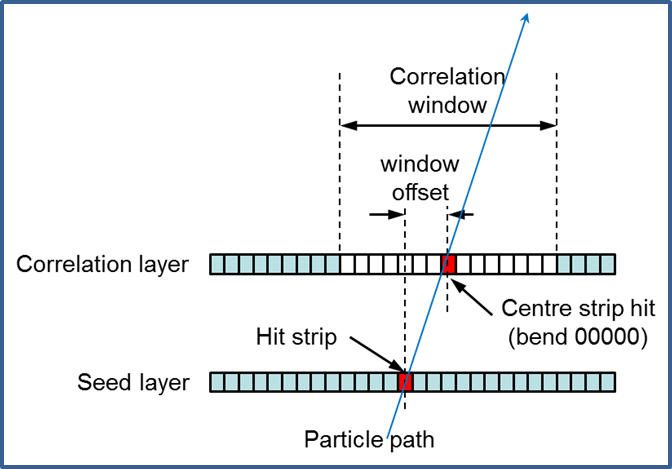 Correlation
window
window
offset
Correlation layer
Centre strip hit
(bend 00000)
Hit strip
Seed layer
Particle path